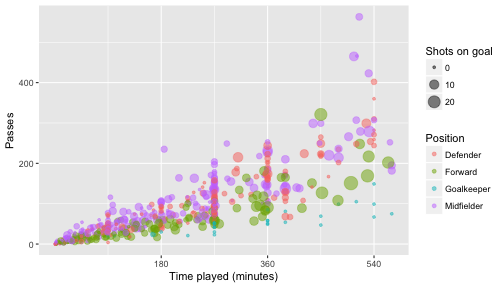 Passes
600
400
200
0
180
360
540
Time played (minutes)
Shots on goal
0
10
20
Position
Defender
Forward
Goalkeeper
Midfielder